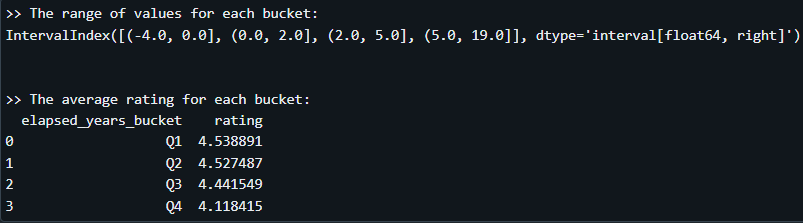 >> The range of values for each bucket:
IntervalIndex([(-4.0, 0.0], (0.0, 2.0], (2.0, 5.0], (5.0, 19.0]], dtype='interval[float64, right]')
>> The average rating for each bucket:
elapsed_years_bucket rating
0 Q1 4.538891
1 Q2 4.527487
2 Q3 4.441549
3 Q4 4.118415